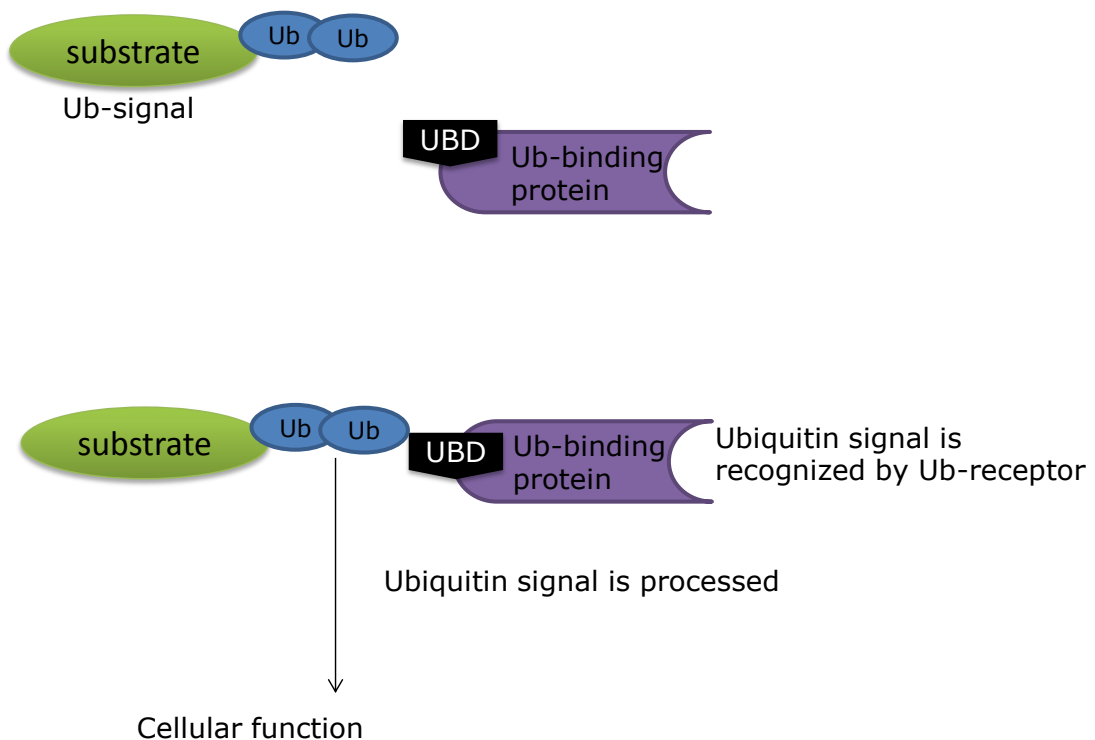 substrate
Ub
Ub
Ub-signal
UBD
Ub-binding
protein
substrate
Ub
Ub
UBD
Ub-binding
protein
Ubiquitin signal is
recognized by Ub-receptor
Ubiquitin signal is processed
Cellular function